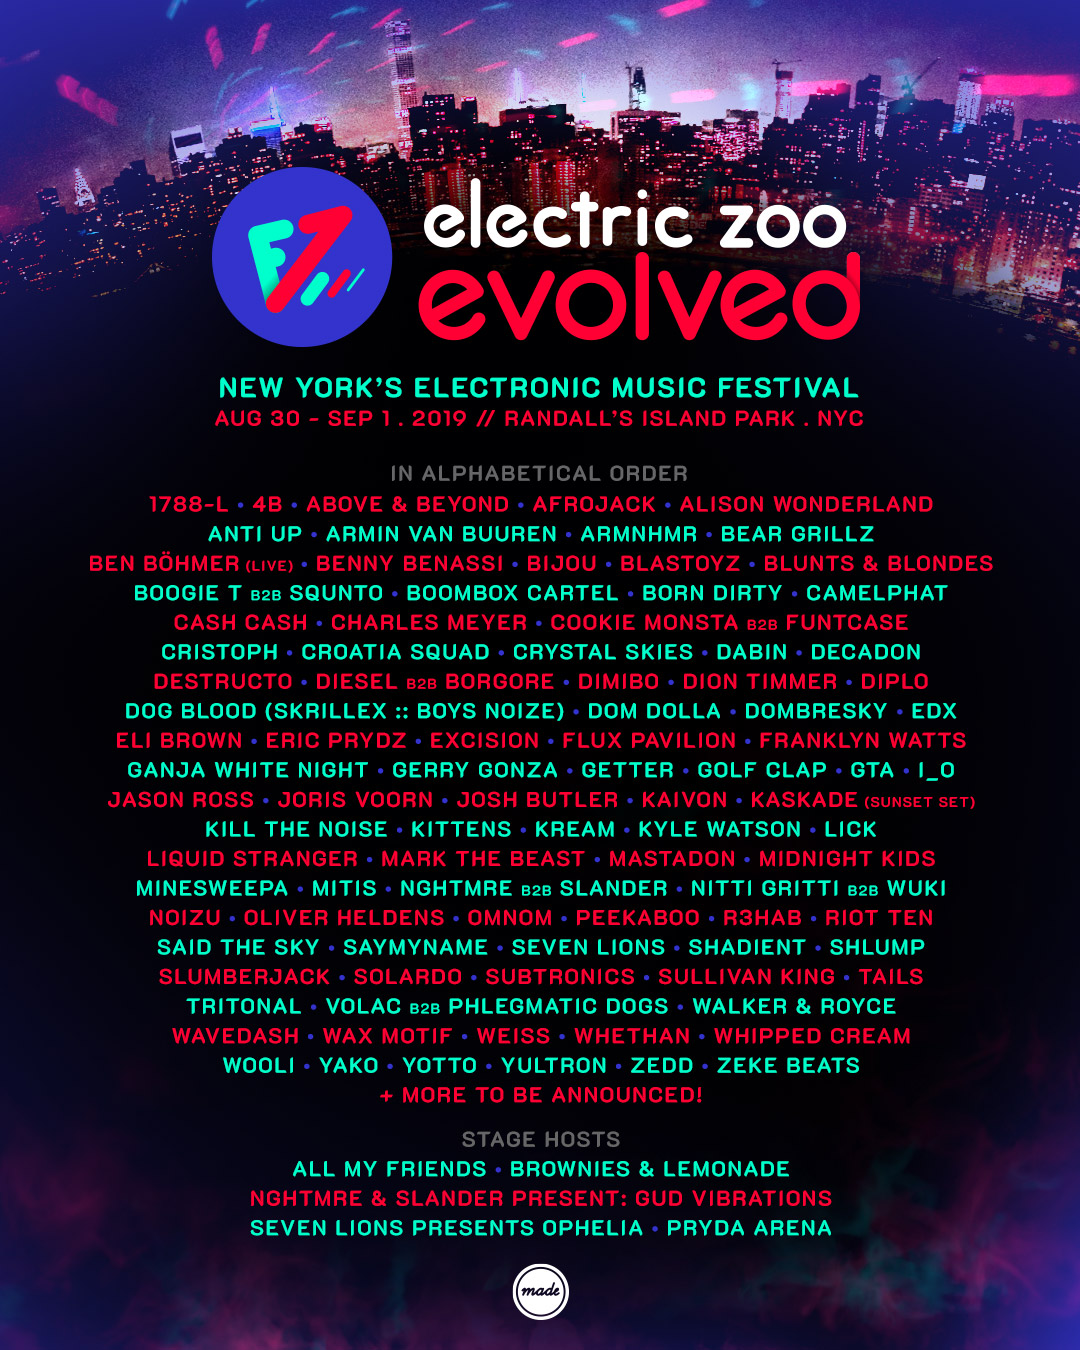 electric zoo
evolved
NEW YORK'S ELECTRONIC MUSIC FESTIVAL
AUG 30 - SEP 1 . 2019 // RANDALL'S ISLAND PARK . NYC
IN ALPHABETICAL ORDER
1788-L • 4B • ABOVE & BEYOND • AFROJACK • ALISON WONDERLAND
ANTI UP • ARMIN VAN BUUREN • ARMNHMR • BEAR GRILLZ
BEN BÖHMER (LIVE) • BENNY BENASSI • BIJOU • BLASTOYZ • BLUNTS & BLONDES
BOOGIE T B2B SQUNTO • BOOMBOX CARTEL • BORN DIRTY • CAMELPHAT
CASH CASH • CHARLES MEYER • COOKIE MONSTA B2B FUNTCASE
CRISTOPH • CROATIA SQUAD • CRYSTAL SKIES • DABIN • DECADON
DESTRUCTO • DIESEL B2B BORGORE • DIMIBO • DION TIMMER • DIPLO
DOG BLOOD (SKRILLEX :: BOYS NOIZE) • DOM DOLLA • DOMBRESKY • EDX
ELI BROWN • ERIC PRYDZ • EXCISION • FLUX PAVILION • FRANKLYN WATTS
GANJA WHITE NIGHT • GERRY GONZA • GETTER • GOLF CLAP • GTA • I_O
JASON ROSS • JORIS VOORN • JOSH BUTLER • KAIVON • KASKADE (SUNSET SET)
KILL THE NOISE • KITTENS • KREAM • KYLE WATSON • LICK
LIQUID STRANGER • MARK THE BEAST • MASTADON • MIDNIGHT KIDS
MINESWEEPA • MITIS • NGHTMRE B2B SLANDER • NITTI GRITTI B2B WUKI
NOIZU • OLIVER HELDENS • OMNOM • PEEKABOO • R3HAB • RIOT TEN
SAID THE SKY • SAYMYNAME • SEVEN LIONS • SHADIENT • SHLUMP
SLUMBERJACK • SOLARDO • SUBTRONICS • SULLIVAN KING • TAILS
TRITONAL • VOLAC B2B PHLEGMATIC DOGS • WALKER & ROYCE
WAVEDASH • WAX MOTIF • WEISS • WHETHAN • WHIPPED CREAM
WOOLI • YAKO • YOTTO • YULTRON • ZEDD • ZEKE BEATS
+ MORE TO BE ANNOUNCED!
STAGE HOSTS
ALL MY FRIENDS • BROWNIES & LEMONADE
NGHTMRE & SLANDER PRESENT: GUD VIBRATIONS
SEVEN LIONS PRESENTS OPHELIA • PRYDA ARENA
made